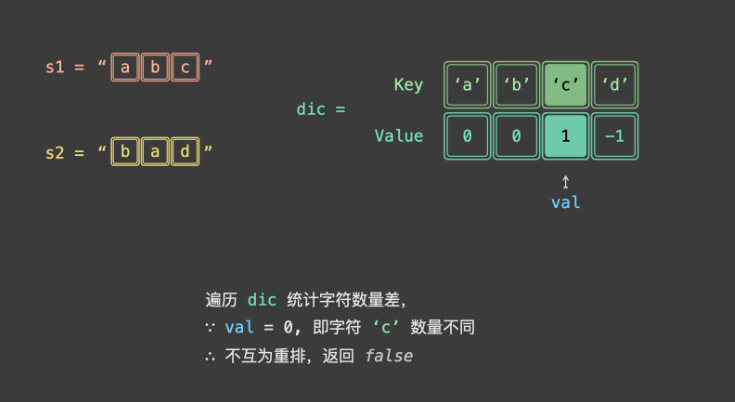 s1 = “ a b c ”
Key ‘a’ ‘b’ ‘c’ ‘d’
dic =
Value 0 0 1 -1
s2 = “ b a d ”
↑
val
遍历 dic 统计字符数量差，
∵ val = 0, 即字符 ‘c’ 数量不同
∴ 不互为重排，返回 false